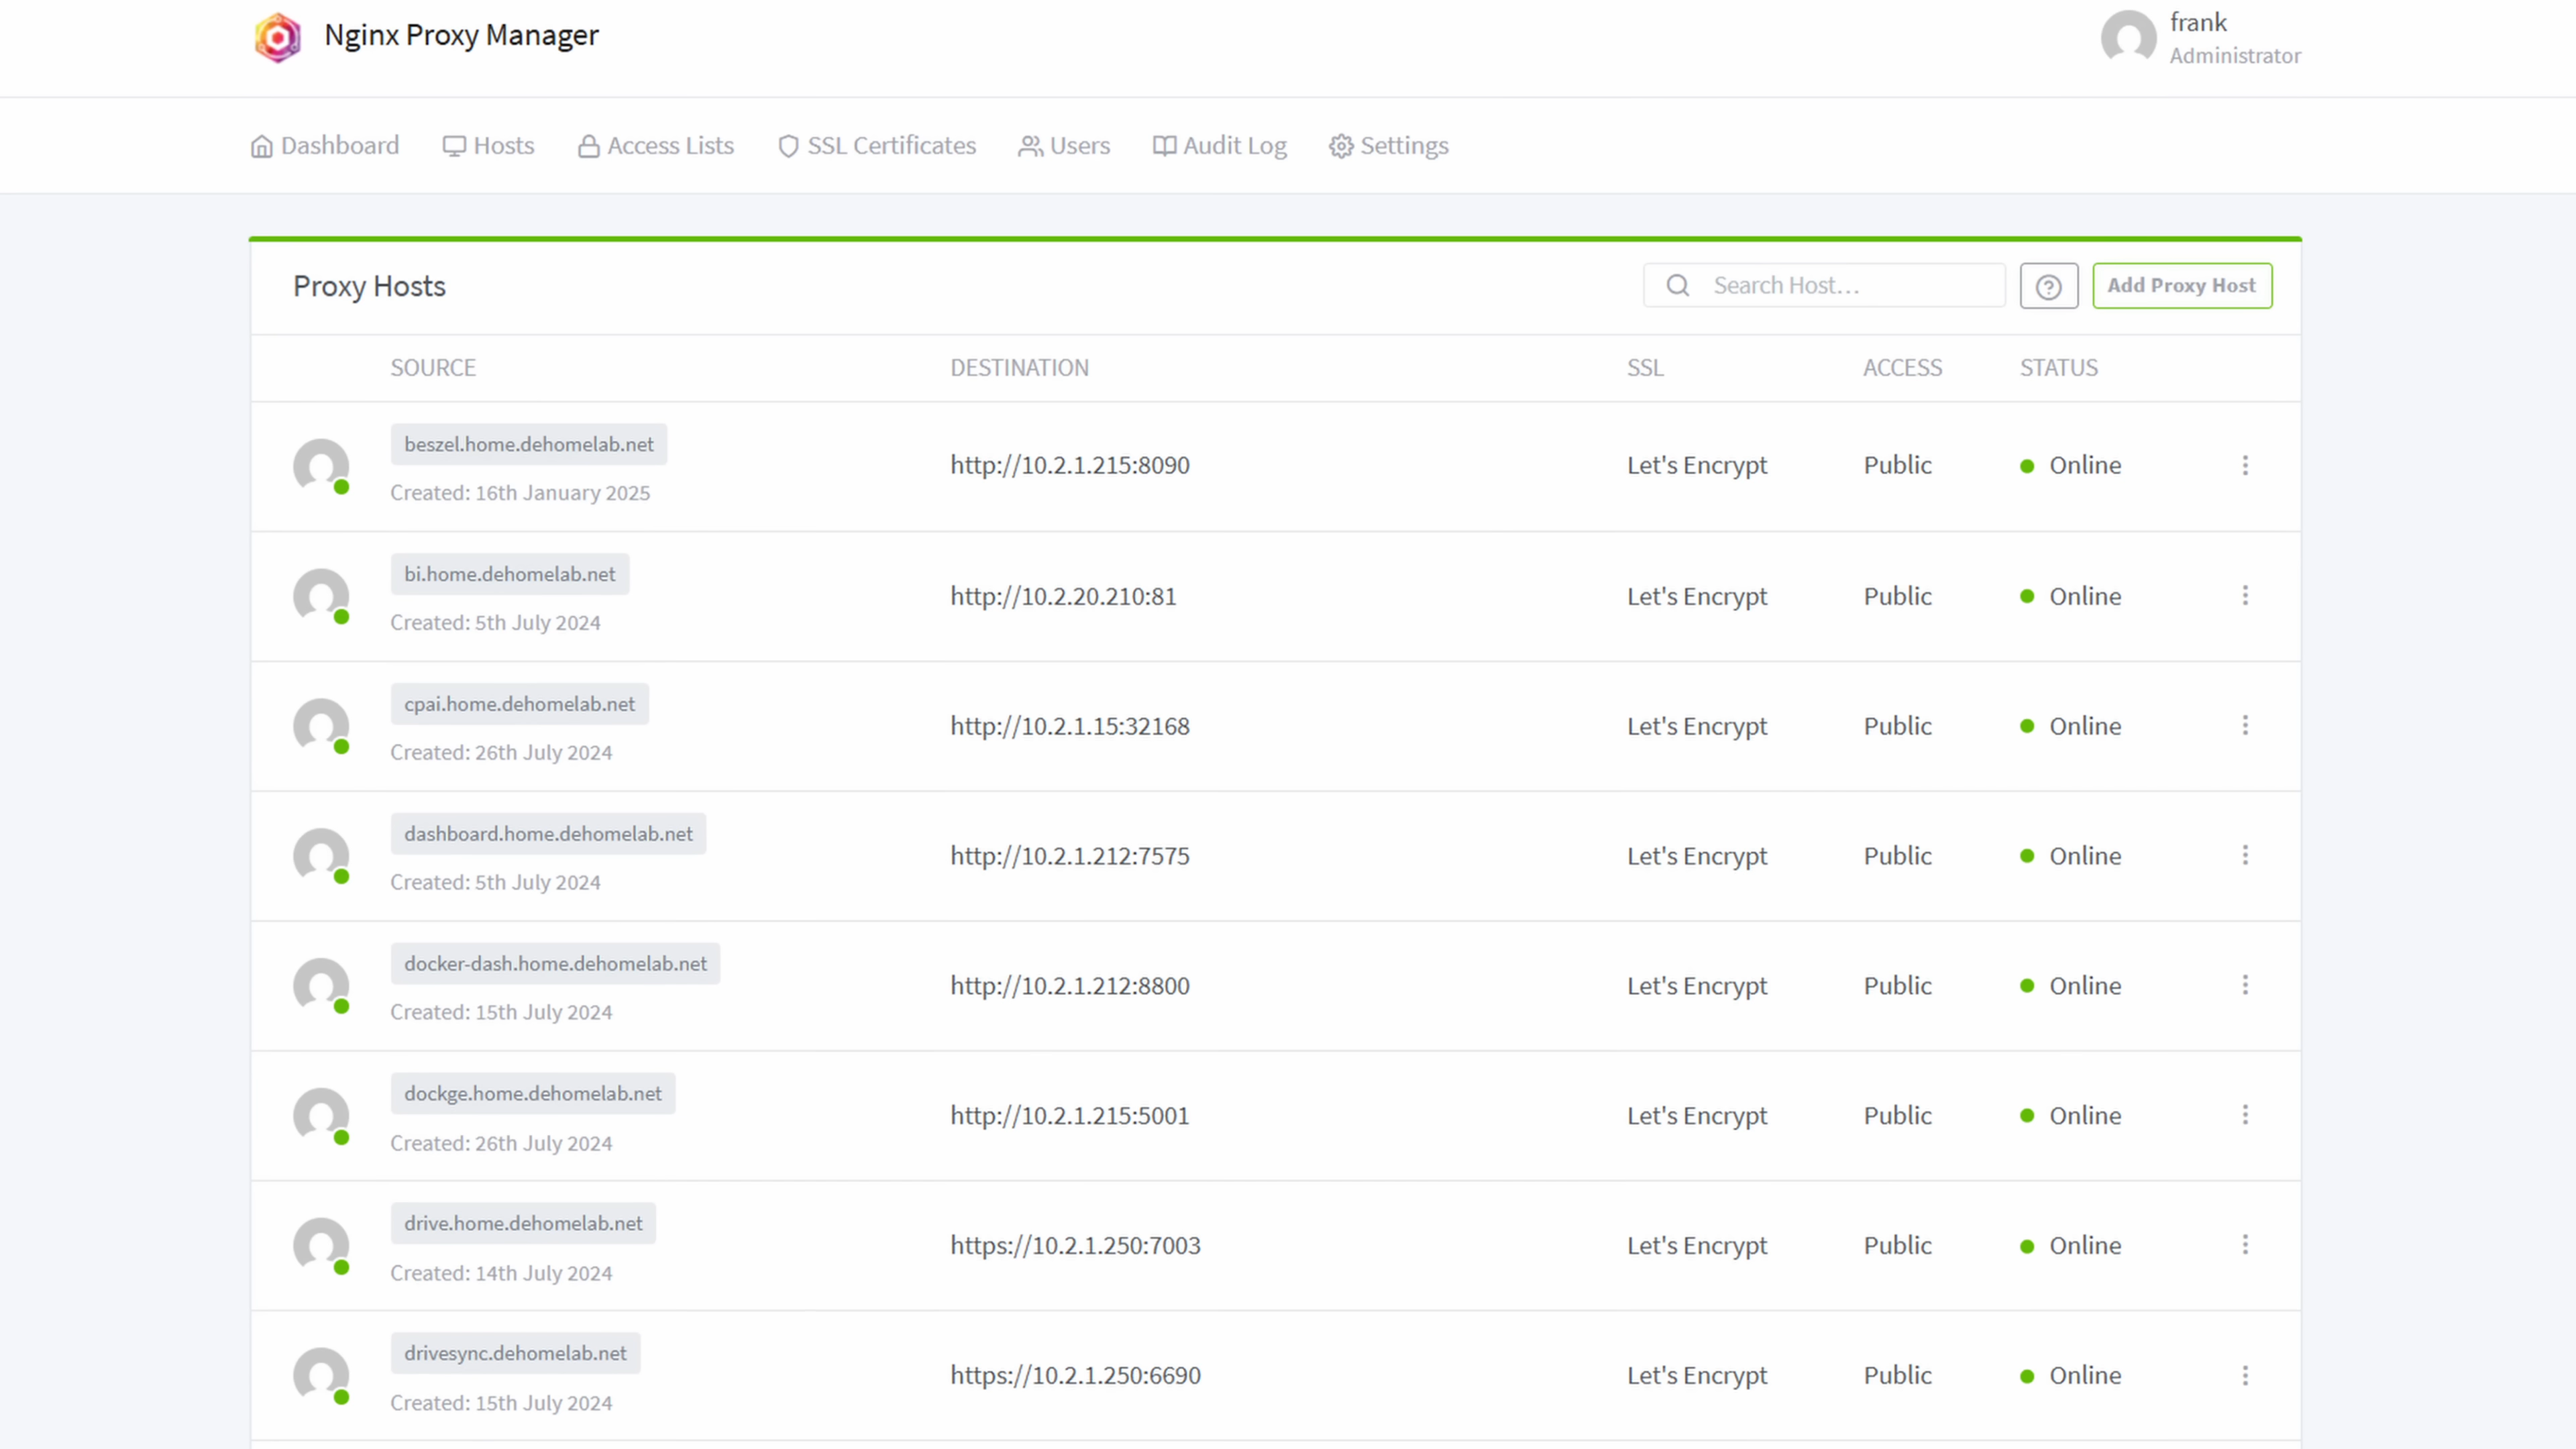 Nginx Proxy Manager
frank
Administrator
Dashboard Hosts Access Lists SSL Certificates Users Audit Log Settings
Proxy Hosts Search Host… Add Proxy Host
SOURCE DESTINATION SSL ACCESS STATUS
beszel.home.dehomelab.net
Created: 16th January 2025
http://10.2.1.215:8090 Let's Encrypt Public Online
bi.home.dehomelab.net
Created: 5th July 2024
http://10.2.20.210:81 Let's Encrypt Public Online
cpai.home.dehomelab.net
Created: 26th July 2024
http://10.2.1.15:32168 Let's Encrypt Public Online
dashboard.home.dehomelab.net
Created: 5th July 2024
http://10.2.1.212:7575 Let's Encrypt Public Online
docker-dash.home.dehomelab.net
Created: 15th July 2024
http://10.2.1.212:8800 Let's Encrypt Public Online
dockge.home.dehomelab.net
Created: 26th July 2024
http://10.2.1.215:5001 Let's Encrypt Public Online
drive.home.dehomelab.net
Created: 14th July 2024
https://10.2.1.250:7003 Let's Encrypt Public Online
drivesync.dehomelab.net
Created: 15th July 2024
https://10.2.1.250:6690 Let's Encrypt Public Online